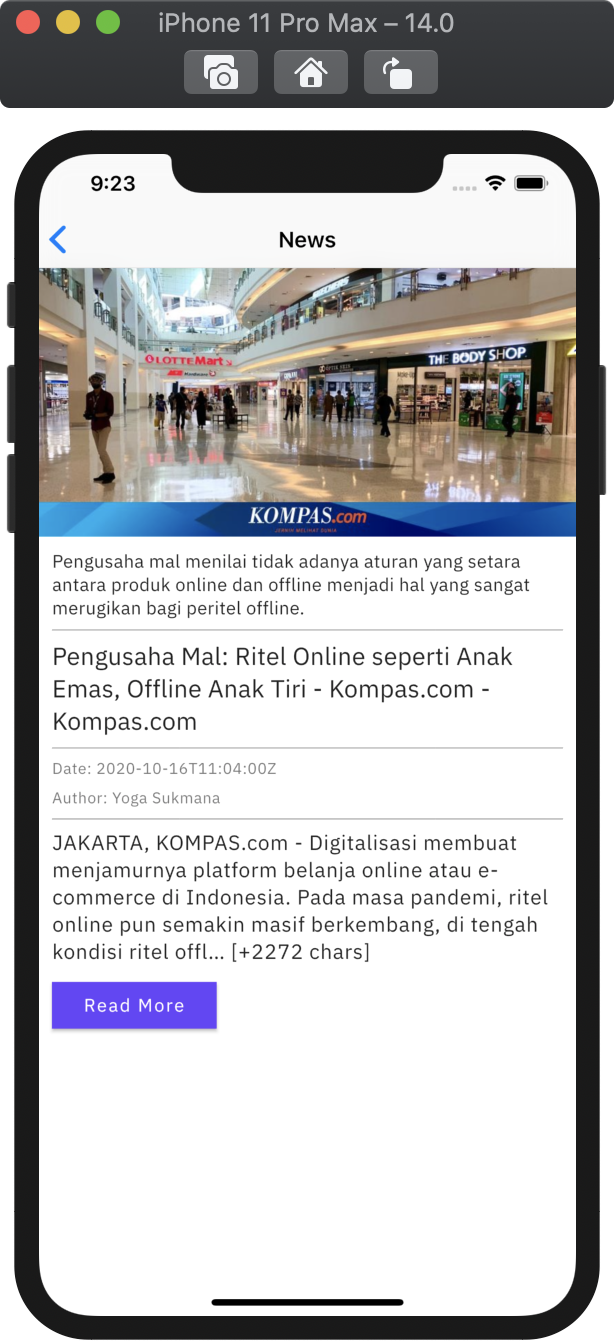 iPhone 11 Pro Max – 14.0
9:23
News
LOTTEMart
THE BODY SHOP
KOMPAS.com
JERNIH MELIHAT DUNIA
Pengusaha mal menilai tidak adanya aturan yang setara
antara produk online dan offline menjadi hal yang sangat
merugikan bagi peritel offline.
Pengusaha Mal: Ritel Online seperti Anak
Emas, Offline Anak Tiri - Kompas.com -
Kompas.com
Date: 2020-10-16T11:04:00Z
Author: Yoga Sukmana
JAKARTA, KOMPAS.com - Digitalisasi membuat
menjamurnya platform belanja online atau e-
commerce di Indonesia. Pada masa pandemi, ritel
online pun semakin masif berkembang, di tengah
kondisi ritel offl… [+2272 chars]
Read More